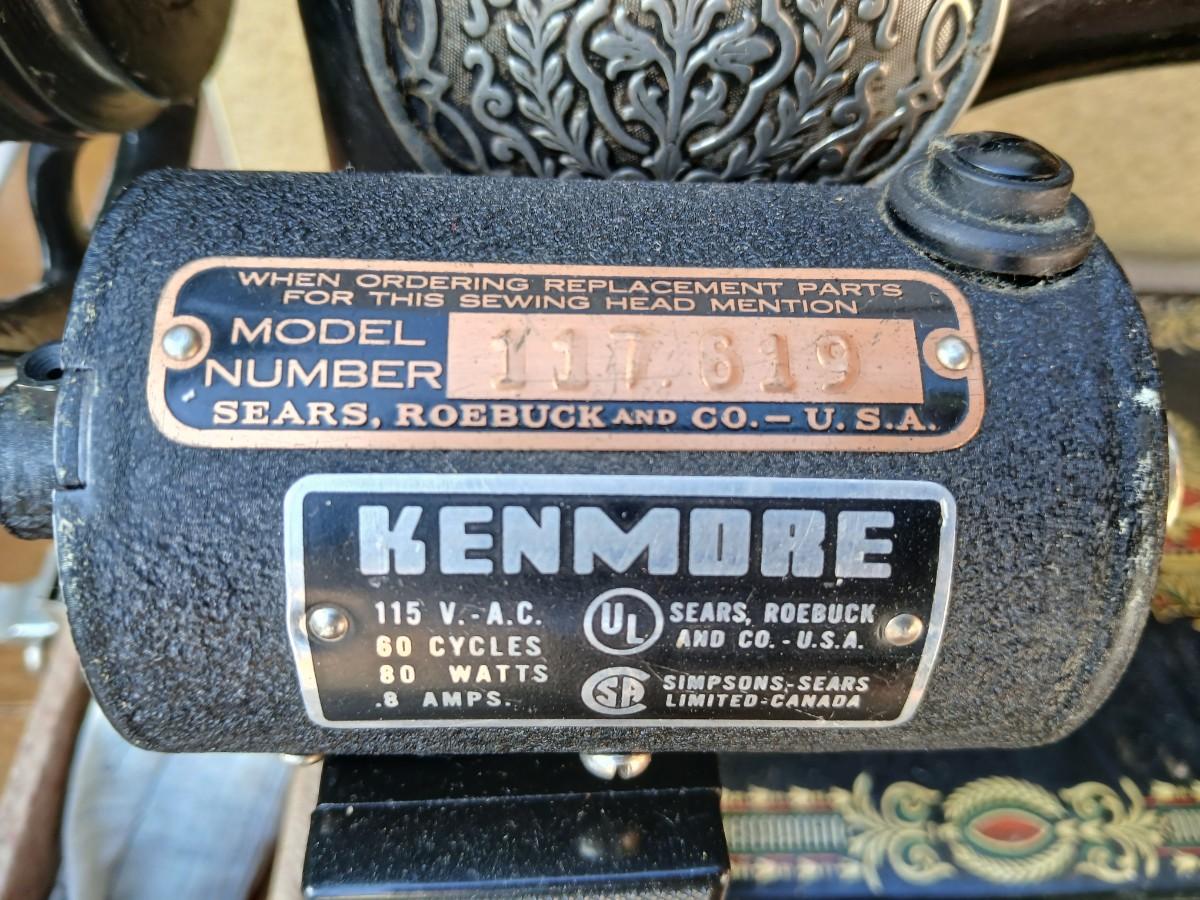 WHEN ORDERING REPLACEMENT PARTS
FOR THIS SEWING HEAD MENTION
MODEL
NUMBER 117.619
SEARS, ROEBUCK AND CO.— U.S.A.
KENMORE
115 V.-A.C.
60 CYCLES
80 WATTS
.8 AMPS.
UL
SEARS, ROEBUCK
AND CO.-U.S.A.
SA
SIMPSONS,-SEARS
LIMITED-CANADA